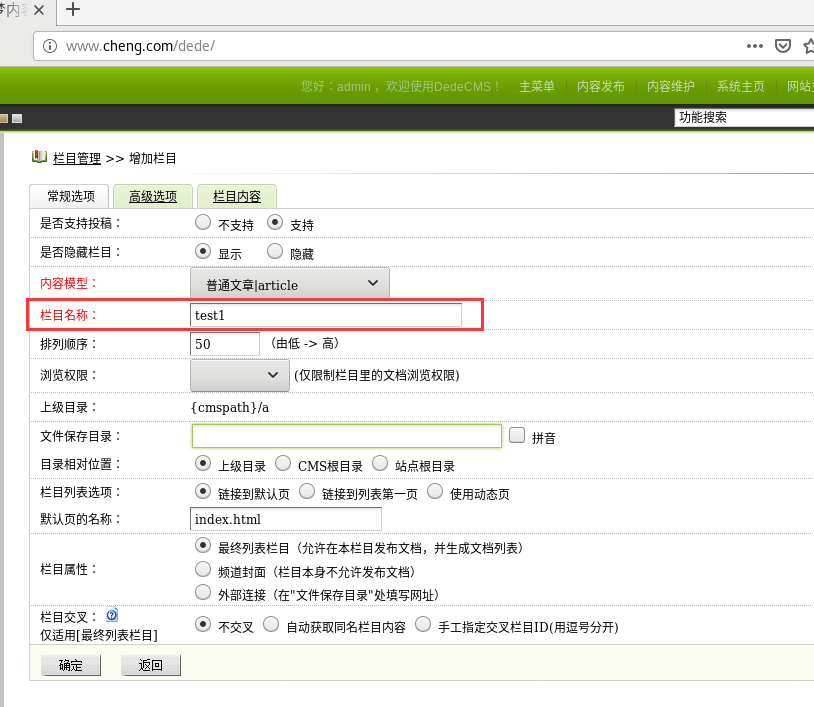 梦内容
www.cheng.com/dede/
您好：admin ，欢迎使用DedeCMS！ 主菜单 内容发布 内容维护 系统主页 网站主
功能搜索
栏目管理 >> 增加栏目
常规选项 高级选项 栏目内容
是否支持投稿： 不支持 支持
是否隐藏栏目： 显示 隐藏
内容模型： 普通文章|article
栏目名称： test1
排列顺序： 50 （由低 -> 高）
浏览权限： (仅限制栏目里的文档浏览权限)
上级目录： {cmspath}/a
文件保存目录： 拼音
目录相对位置： 上级目录 CMS根目录 站点根目录
栏目列表选项： 链接到默认页 链接到列表第一页 使用动态页
默认页的名称： index.html
栏目属性： 最终列表栏目（允许在本栏目发布文档，并生成文档列表）
频道封面（栏目本身不允许发布文档）
外部连接（在"文件保存目录"处填写网址）
栏目交叉：
仅适用[最终列表栏目] 不交叉 自动获取同名栏目内容 手工指定交叉栏目ID(用逗号分开)
确定 返回